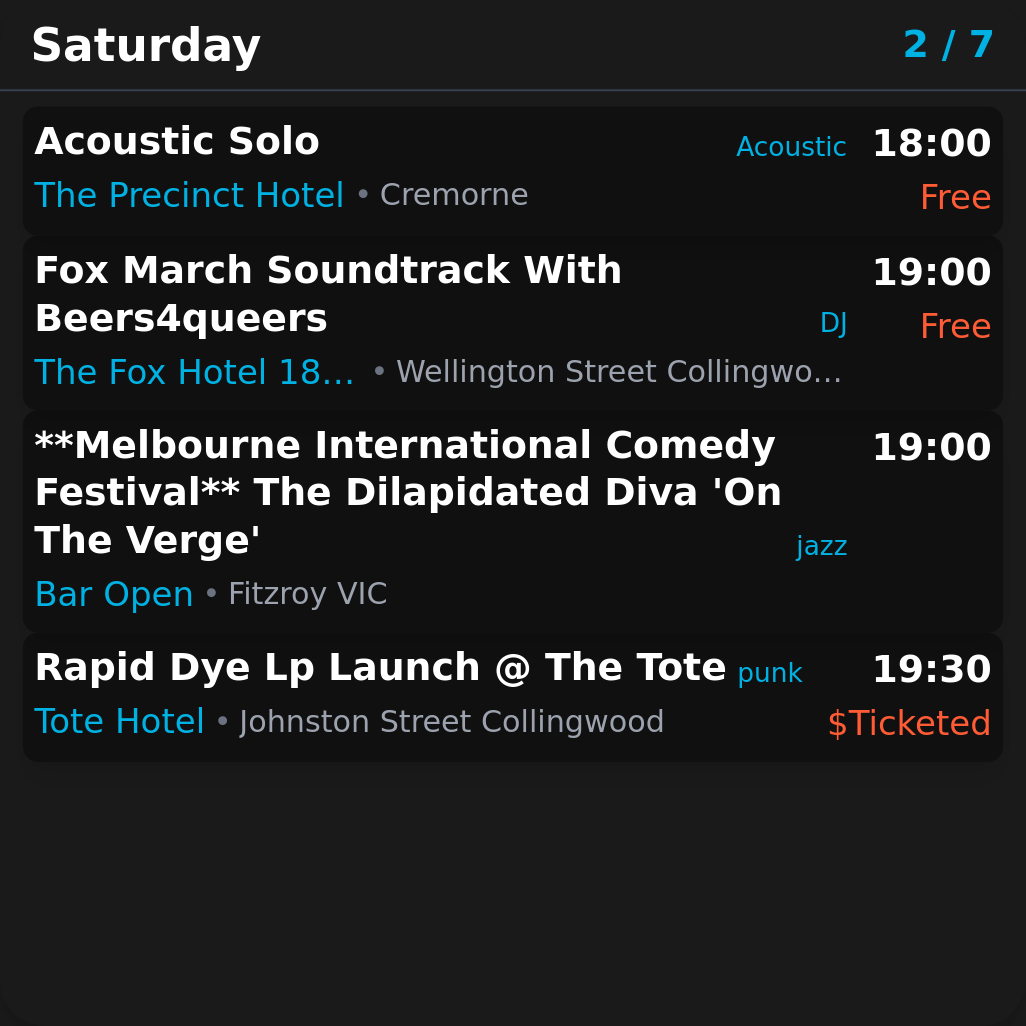 Saturday 2 / 7
Acoustic Solo Acoustic 18:00
The Precinct Hotel • Cremorne Free
Fox March Soundtrack With 19:00
Beers4queers DJ Free
The Fox Hotel 18... • Wellington Street Collingwo...
**Melbourne International Comedy 19:00
Festival** The Dilapidated Diva 'On
The Verge' jazz
Bar Open • Fitzroy VIC
Rapid Dye Lp Launch @ The Tote punk 19:30
Tote Hotel • Johnston Street Collingwood $Ticketed